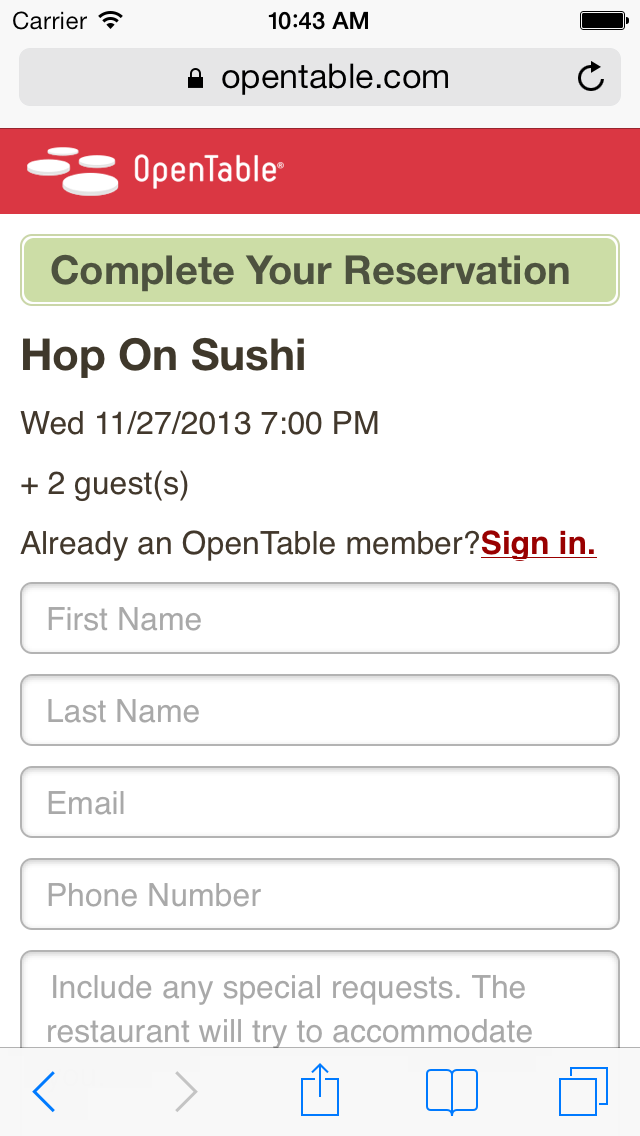 Carrier 10:43 AM
opentable.com
OpenTable®
Complete Your Reservation
Hop On Sushi
Wed 11/27/2013 7:00 PM
+ 2 guest(s)
Already an OpenTable member?Sign in.
First Name
Last Name
Email
Phone Number
Include any special requests. The
restaurant will try to accommodate